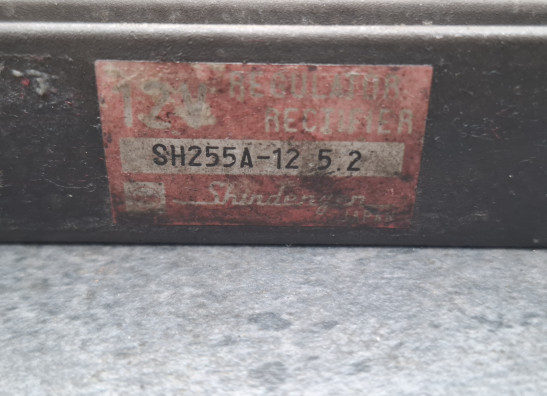 12V REGULATOR
RECTIFIER
SH255A-12 5.2
Shindengen
JAPAN